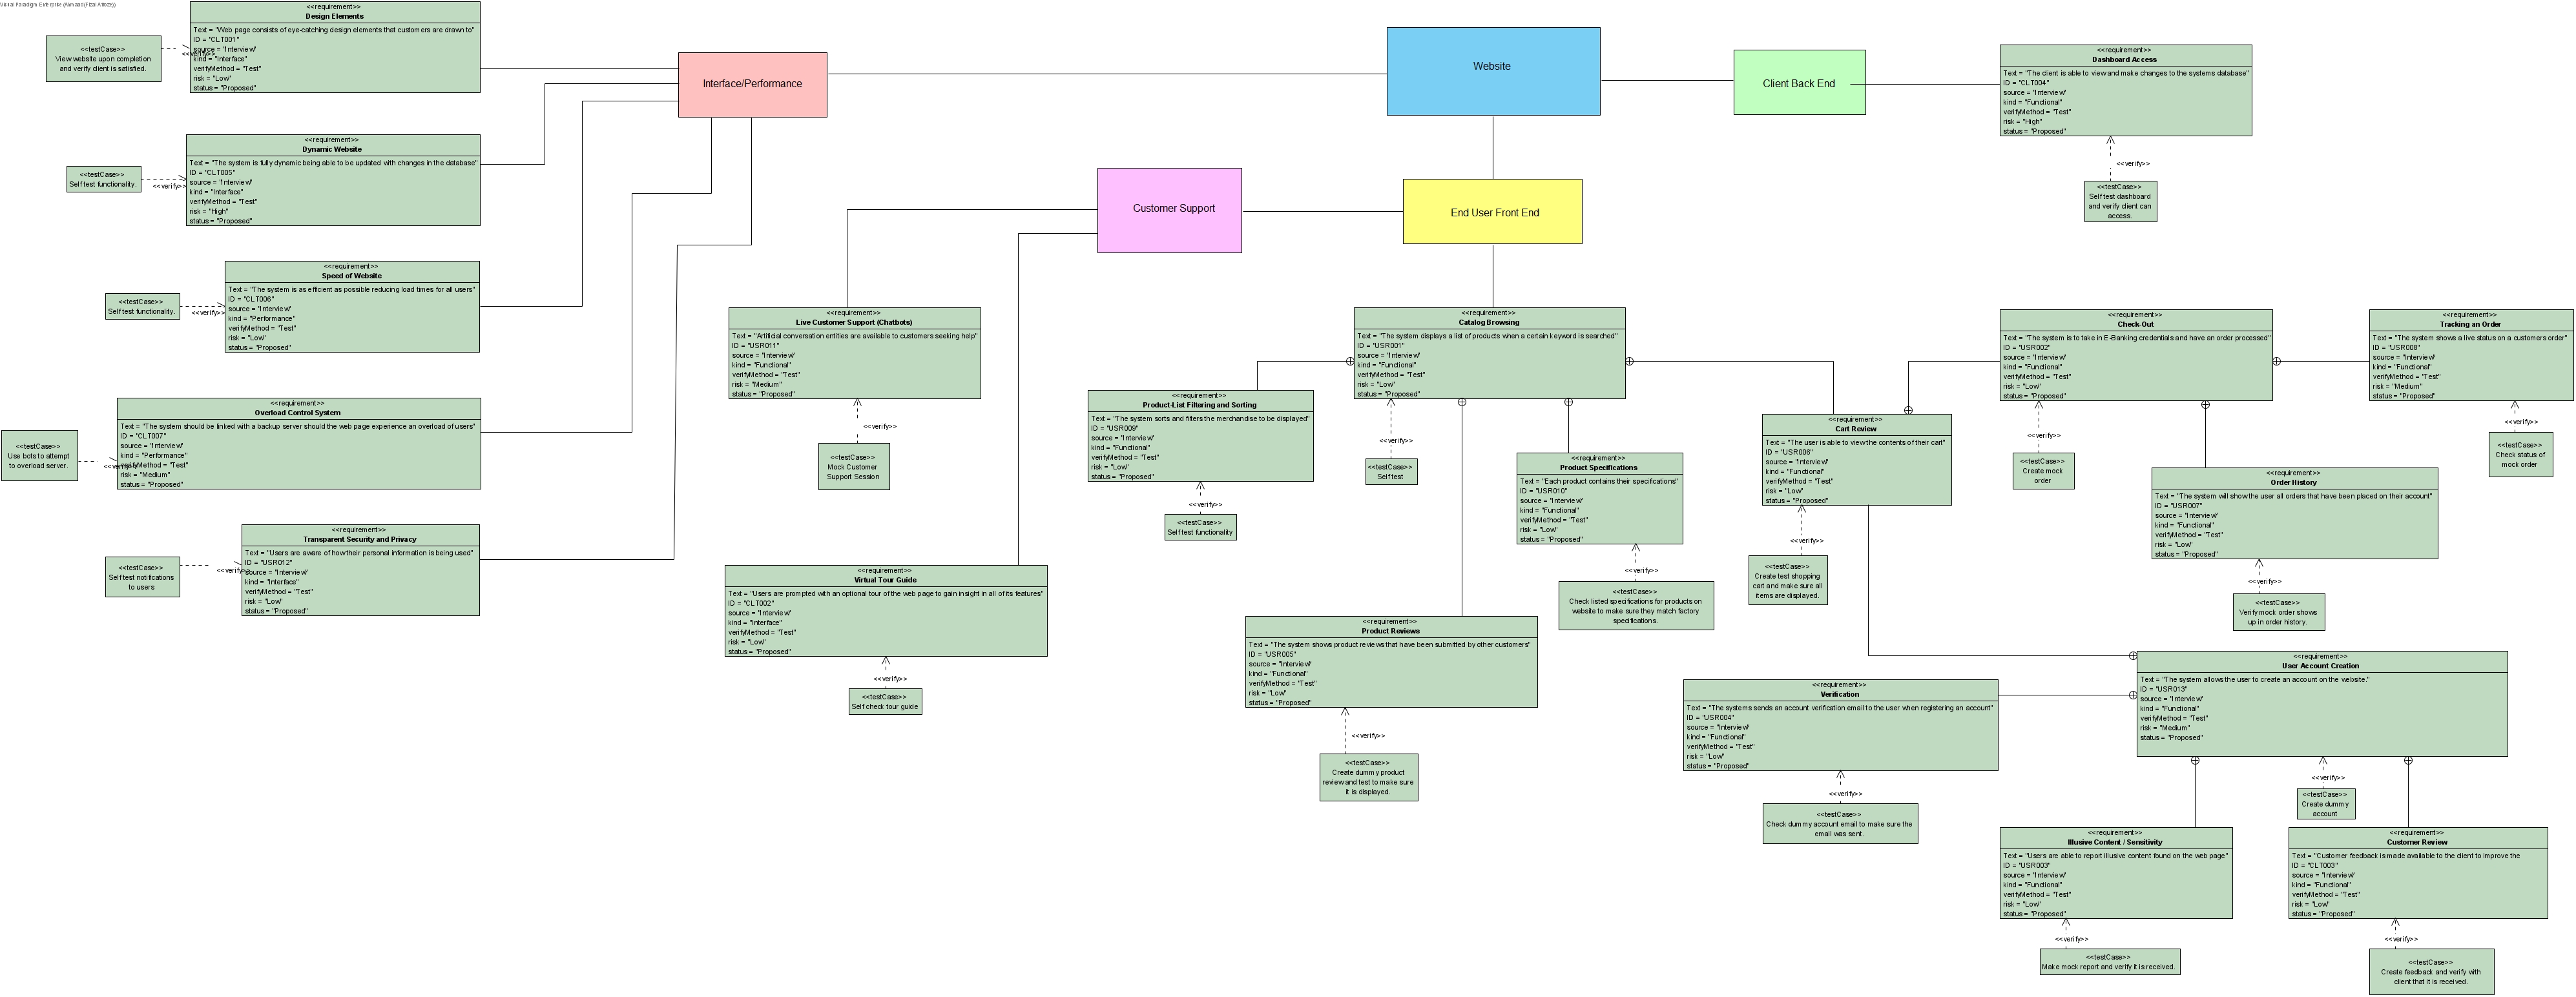 Visual Paradigm Enterprise
<<requirement>>
Design Elements
Text = "Web page consists of eye-catching design elements that customers are drawn to"
ID = "CLT001"
source = "Interview"
kind = "Interface"
verifyMethod = "Test"
risk = "Low"
status = "Proposed"
<<testCase>>
View website upon completion
and verify client is satisfied.
<<verify>>
Interface/Performance
Website
Client Back End
<<requirement>>
Dashboard Access
Text = "The client is able to view and make changes to the systems database"
ID = "CLT004"
source = "Interview"
kind = "Functional"
verifyMethod = "Test"
risk = "High"
status = "Proposed"
<<verify>>
<<testCase>>
Self test dashboard
and verify client can
access.
<<requirement>>
Dynamic Website
Text = "The system is fully dynamic being able to be updated with changes in the database"
ID = "CLT005"
source = "Interview"
kind = "Interface"
verifyMethod = "Test"
risk = "High"
status = "Proposed"
<<testCase>>
Self test functionality.
<<verify>>
Customer Support
End User Front End
<<requirement>>
Speed of Website
Text = "The system is as efficient as possible reducing load times for all users"
ID = "CLT006"
source = "Interview"
kind = "Performance"
verifyMethod = "Test"
risk = "Low"
status = "Proposed"
<<testCase>>
Self test functionality.
<<verify>>
<<requirement>>
Live Customer Support (Chatbots)
Text = "Artificial conversation entities are available to customers seeking help"
ID = "USR011"
source = "Interview"
kind = "Functional"
verifyMethod = "Test"
risk = "Medium"
status = "Proposed"
<<verify>>
<<testCase>>
Mock Customer
Support Session
<<requirement>>
Catalog Browsing
Text = "The system displays a list of products when a certain keyword is searched"
ID = "USR001"
source = "Interview"
kind = "Functional"
verifyMethod = "Test"
risk = "Low"
status = "Proposed"
<<verify>>
<<testCase>>
Self test
<<requirement>>
Check-Out
Text = "The system is to take in E-Banking credentials and have an order processed"
ID = "USR002"
source = "Interview"
kind = "Functional"
verifyMethod = "Test"
risk = "Low"
status = "Proposed"
<<verify>>
<<testCase>>
Create mock
order
<<requirement>>
Tracking an Order
Text = "The system shows a live status on a customers order"
ID = "USR008"
source = "Interview"
kind = "Functional"
verifyMethod = "Test"
risk = "Medium"
status = "Proposed"
<<verify>>
<<testCase>>
Check status of
mock order
<<requirement>>
Product-List Filtering and Sorting
Text = "The system sorts and filters the merchandise to be displayed"
ID = "USR009"
source = "Interview"
kind = "Functional"
verifyMethod = "Test"
risk = "Low"
status = "Proposed"
<<verify>>
<<testCase>>
Self test functionality
<<requirement>>
Overload Control System
Text = "The system should be linked with a backup server should the web page experience an overload of users"
ID = "CLT007"
source = "Interview"
kind = "Performance"
verifyMethod = "Test"
risk = "Medium"
status = "Proposed"
<<testCase>>
Use bots to attempt
to overload server.
<<verify>>
<<requirement>>
Cart Review
Text = "The user is able to view the contents of their cart"
ID = "USR006"
source = "Interview"
kind = "Functional"
verifyMethod = "Test"
risk = "Low"
status = "Proposed"
<<verify>>
<<testCase>>
Create test shopping
cart and make sure all
items are displayed.
<<requirement>>
Product Specifications
Text = "Each product contains their specifications"
ID = "USR010"
source = "Interview"
kind = "Functional"
verifyMethod = "Test"
risk = "Low"
status = "Proposed"
<<verify>>
<<testCase>>
Check listed specifications for products on
website to make sure they match factory
specifications.
<<requirement>>
Order History
Text = "The system will show the user all orders that have been placed on their account"
ID = "USR007"
source = "Interview"
kind = "Functional"
verifyMethod = "Test"
risk = "Low"
status = "Proposed"
<<verify>>
<<testCase>>
Verify mock order shows
up in order history.
<<requirement>>
Transparent Security and Privacy
Text = "Users are aware of how their personal information is being used"
ID = "USR012"
source = "Interview"
kind = "Interface"
verifyMethod = "Test"
risk = "Low"
status = "Proposed"
<<testCase>>
Self test notifications
to users
<<verify>>
<<requirement>>
Virtual Tour Guide
Text = "Users are prompted with an optional tour of the web page to gain insight in all of its features"
ID = "CLT002"
source = "Interview"
kind = "Interface"
verifyMethod = "Test"
risk = "Low"
status = "Proposed"
<<verify>>
<<testCase>>
Self check tour guide
<<requirement>>
Product Reviews
Text = "The system shows product reviews that have been submitted by other customers"
ID = "USR005"
source = "Interview"
kind = "Functional"
verifyMethod = "Test"
risk = "Low"
status = "Proposed"
<<verify>>
<<testCase>>
Create dummy product
review and test to make sure
it is displayed.
<<requirement>>
User Account Creation
Text = "The system allows the user to create an account on the website."
ID = "USR013"
source = "Interview"
kind = "Functional"
verifyMethod = "Test"
risk = "Medium"
status = "Proposed"
<<verify>>
<<testCase>>
Create dummy
account
<<requirement>>
Verification
Text = "The systems sends an account verification email to the user when registering an account"
ID = "USR004"
source = "Interview"
kind = "Functional"
verifyMethod = "Test"
risk = "Low"
status = "Proposed"
<<verify>>
<<testCase>>
Check dummy account email to make sure the
email was sent.
<<requirement>>
Illusive Content / Sensitivity
Text = "Users are able to report illusive content found on the web page"
ID = "USR003"
source = "Interview"
kind = "Functional"
verifyMethod = "Test"
risk = "Low"
status = "Proposed"
<<verify>>
<<testCase>>
Make mock report and verify it is received.
<<requirement>>
Customer Review
Text = "Customer feedback is made available to the client to improve the
ID = "CLT003"
source = "Interview"
kind = "Functional"
verifyMethod = "Test"
risk = "Low"
status = "Proposed"
<<verify>>
<<testCase>>
Create feedback and verify with
client that it is received.